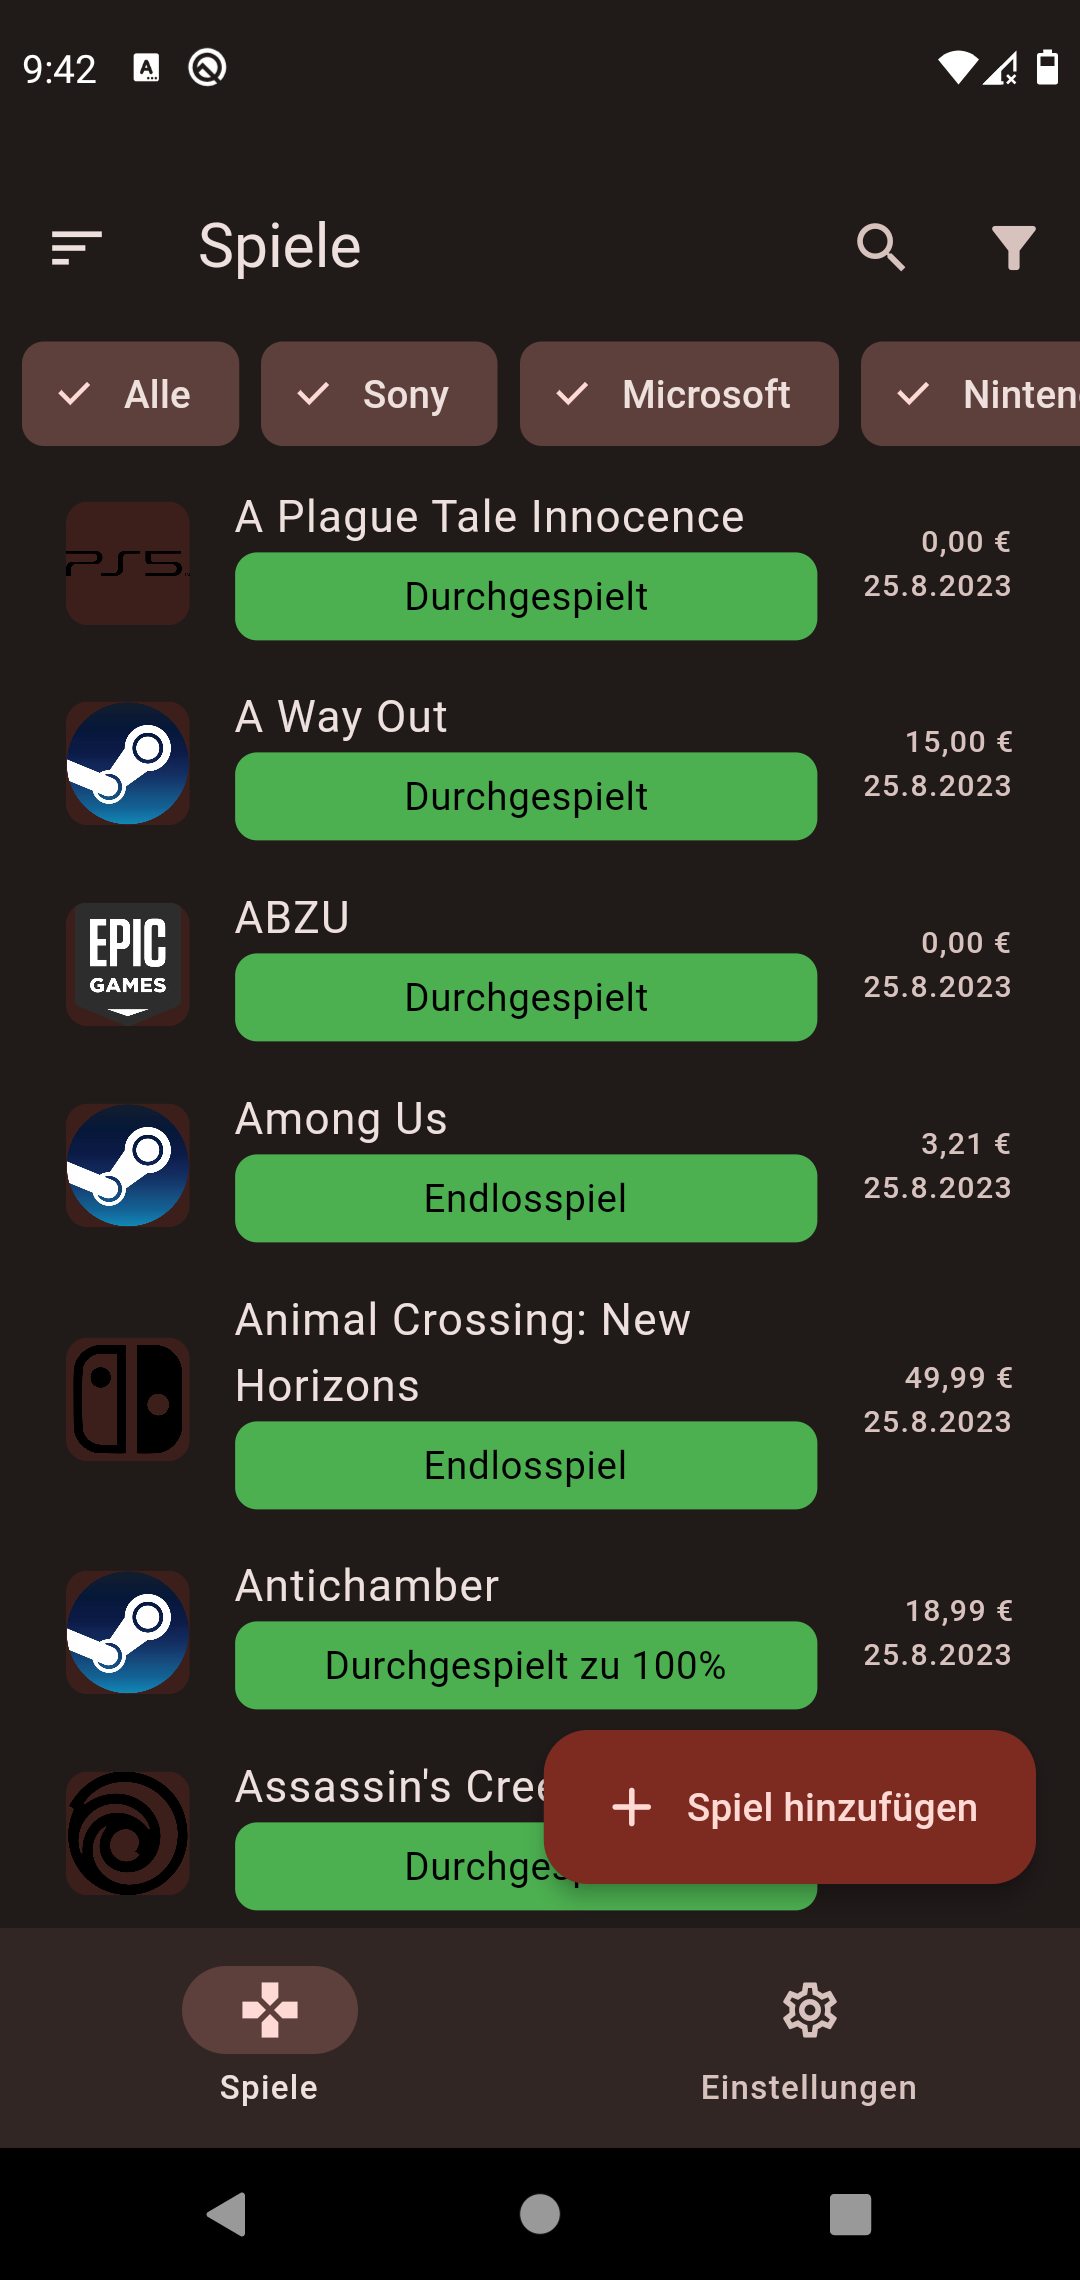 9:42
Spiele
Alle
Sony
Microsoft
Ninten
A Plague Tale Innocence
0,00 €
PS5
Durchgespielt
25.8.2023
A Way Out
15,00 €
Durchgespielt
25.8.2023
ABZU
0,00 €
EPIC
GAMES
Durchgespielt
25.8.2023
Among Us
3,21 €
Endlosspiel
25.8.2023
Animal Crossing: New
Horizons
49,99 €
25.8.2023
Endlosspiel
Antichamber
18,99 €
Durchgespielt zu 100%
25.8.2023
Assassin's Cree
Durchgesp
Spiel hinzufügen
Spiele
Einstellungen